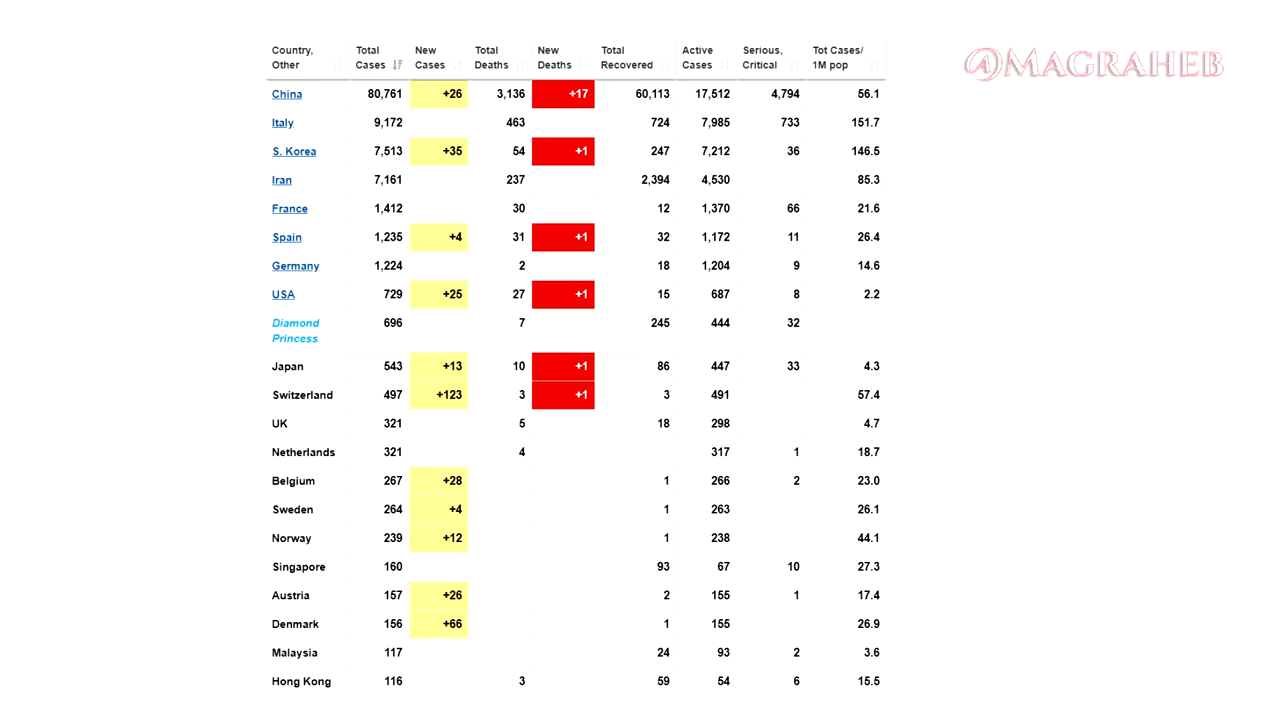 Country, Other Total Cases New Cases Total Deaths New Deaths Total Recovered Active Cases Serious, Critical Tot Cases/ 1M pop
@MAGRAHEB
China 80,761 +26 3,136 +17 60,113 17,512 4,794 56.1
Italy 9,172 463 724 7,985 733 151.7
S. Korea 7,513 +35 54 +1 247 7,212 36 146.5
Iran 7,161 237 2,394 4,530 85.3
France 1,412 30 12 1,370 66 21.6
Spain 1,235 +4 31 +1 32 1,172 11 26.4
Germany 1,224 2 18 1,204 9 14.6
USA 729 +25 27 +1 15 687 8 2.2
Diamond Princess 696 7 245 444 32
Japan 543 +13 10 +1 86 447 33 4.3
Switzerland 497 +123 3 +1 3 491 57.4
UK 321 5 18 298 4.7
Netherlands 321 4 317 1 18.7
Belgium 267 +28 1 266 2 23.0
Sweden 264 +4 1 263 26.1
Norway 239 +12 1 238 44.1
Singapore 160 93 67 10 27.3
Austria 157 +26 2 155 1 17.4
Denmark 156 +66 1 155 26.9
Malaysia 117 24 93 2 3.6
Hong Kong 116 3 59 54 6 15.5